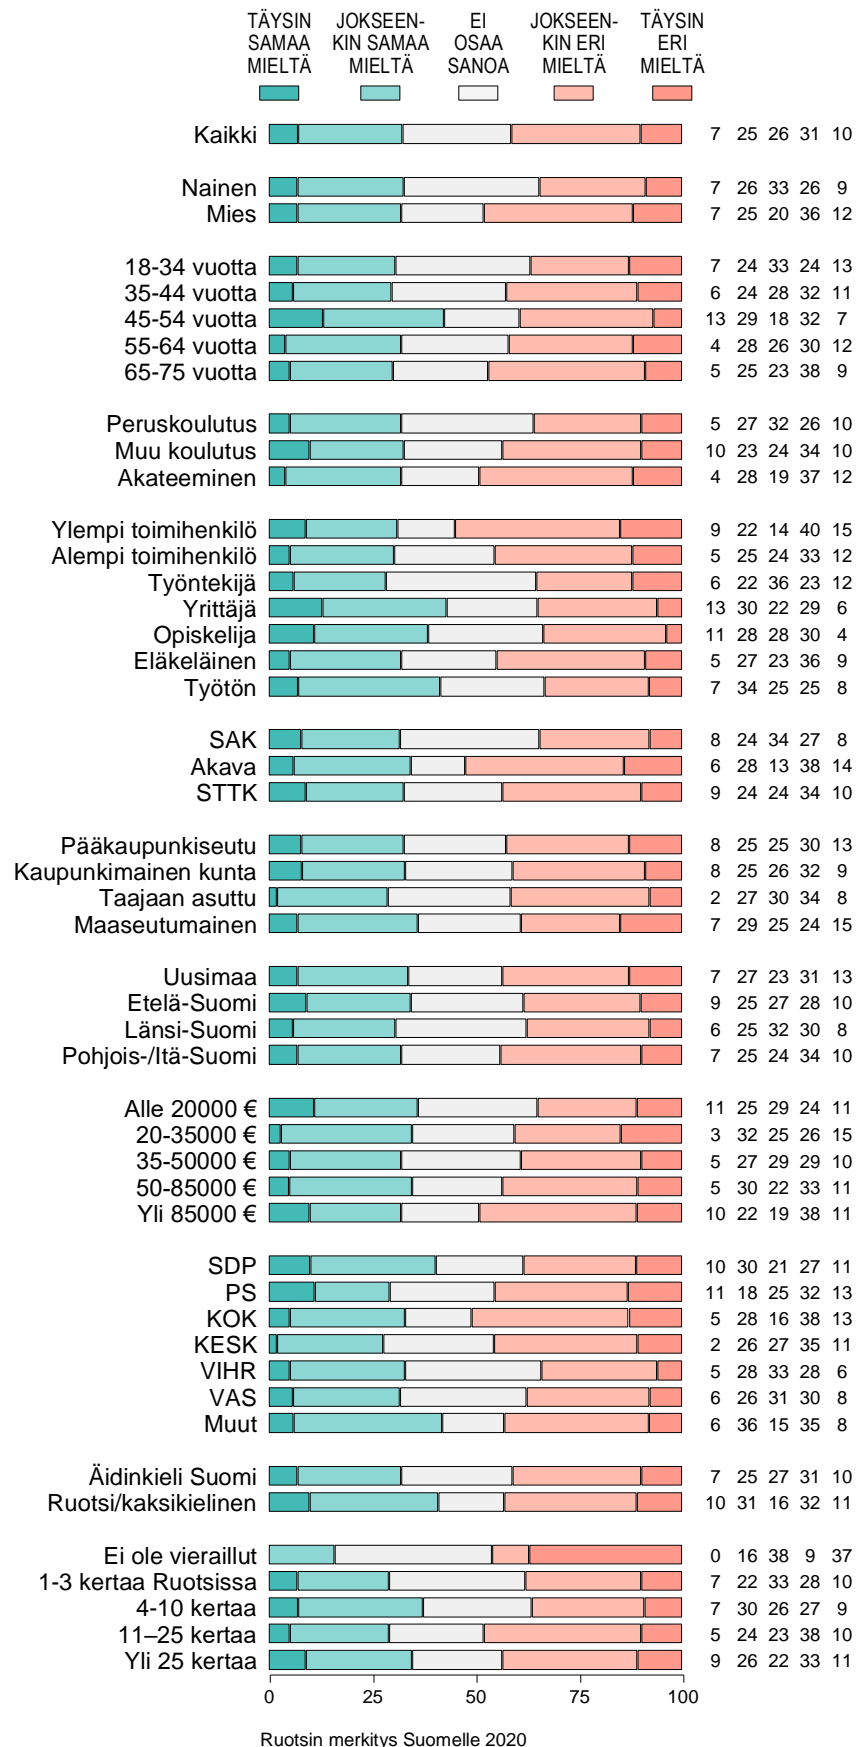 TÄYSIN JOKSEEN- EI JOKSEEN- TÄYSIN
SAMAA KIN SAMAA OSAA KIN ERI ERI
MIELTÄ MIELTÄ SANOA MIELTÄ MIELTÄ
Kaikki 7 25 26 31 10
Nainen 7 26 33 26 9
Mies 7 25 20 36 12
18-34 vuotta 7 24 33 24 13
35-44 vuotta 6 24 28 32 11
45-54 vuotta 13 29 18 32 7
55-64 vuotta 4 28 26 30 12
65-75 vuotta 5 25 23 38 9
Peruskoulutus 5 27 32 26 10
Muu koulutus 10 23 24 34 10
Akateeminen 4 28 19 37 12
Ylempi toimihenkilö 9 22 14 40 15
Alempi toimihenkilö 5 25 24 33 12
Työntekijä 6 22 36 23 12
Yrittäjä 13 30 22 29 6
Opiskelija 11 28 28 30 4
Eläkeläinen 5 27 23 36 9
Työtön 7 34 25 25 8
SAK 8 24 34 27 8
Akava 6 28 13 38 14
STTK 9 24 24 34 10
Pääkaupunkiseutu 8 25 25 30 13
Kaupunkimainen kunta 8 25 26 32 9
Taajaan asuttu 2 27 30 34 8
Maaseutumainen 7 29 25 24 15
Uusimaa 7 27 23 31 13
Etelä-Suomi 9 25 27 28 10
Länsi-Suomi 6 25 32 30 8
Pohjois-/Itä-Suomi 7 25 24 34 10
Alle 20000 € 11 25 29 24 11
20-35000 € 3 32 25 26 15
35-50000 € 5 27 29 29 10
50-85000 € 5 30 22 33 11
Yli 85000 € 10 22 19 38 11
SDP 10 30 21 27 11
PS 11 18 25 32 13
KOK 5 28 16 38 13
KESK 2 26 27 35 11
VIHR 5 28 33 28 6
VAS 6 26 31 30 8
Muut 6 36 15 35 8
Äidinkieli Suomi 7 25 27 31 10
Ruotsi/kaksikielinen 10 31 16 32 11
Ei ole vieraillut 0 16 38 9 37
1-3 kertaa Ruotsissa 7 22 33 28 10
4-10 kertaa 7 30 26 27 9
11–25 kertaa 5 24 23 38 10
Yli 25 kertaa 9 26 22 33 11
0 25 50 75 100
Ruotsin merkitys Suomelle 2020